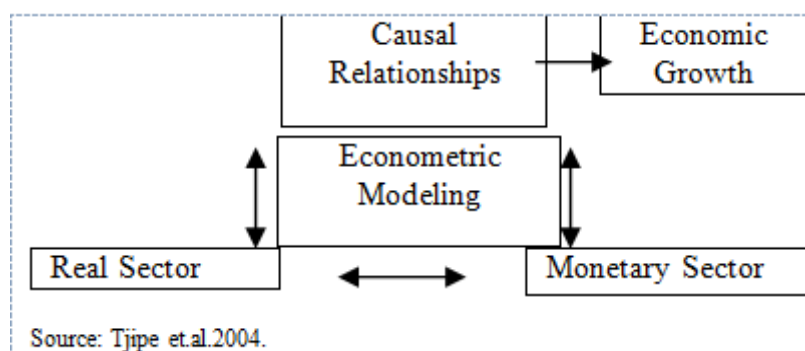 Causal
Relationships
Economic
Growth
Econometric
Modeling
Real Sector
Monetary Sector
Source: Tjipe et.al.2004.